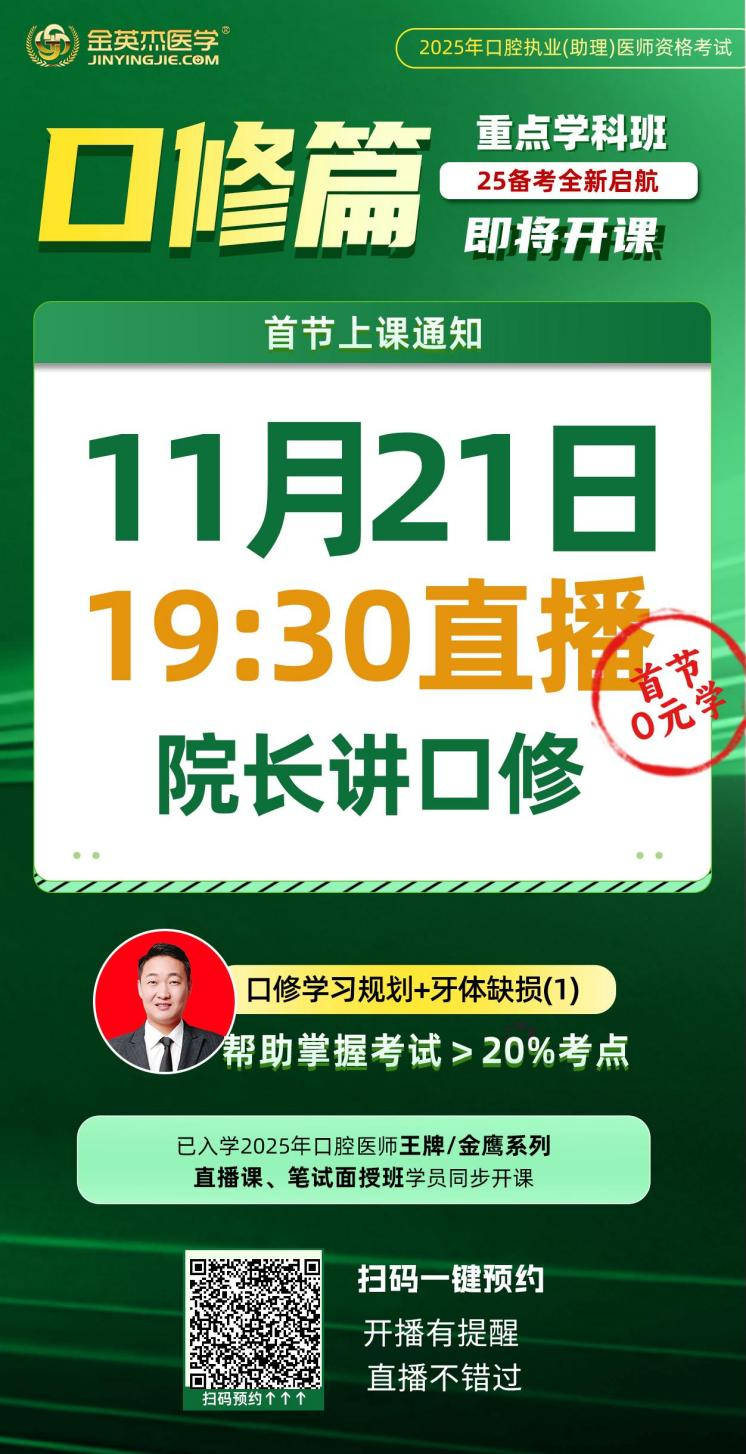 金英杰医学®
JINYINGJIE.COM
2025年口腔执业(助理)医师资格考试
口修篇
重点学科班
25备考全新启航
即将开课
首节上课通知
11月21日
19:30直播
首节
0元学
院长讲口修
口修学习规划+牙体缺损(1)
帮助掌握考试＞20%考点
已入学2025年口腔医师王牌/金鹰系列
直播课、笔试面授班学员同步开课
扫码一键预约
开播有提醒
直播不错过
扫码预约↑↑↑